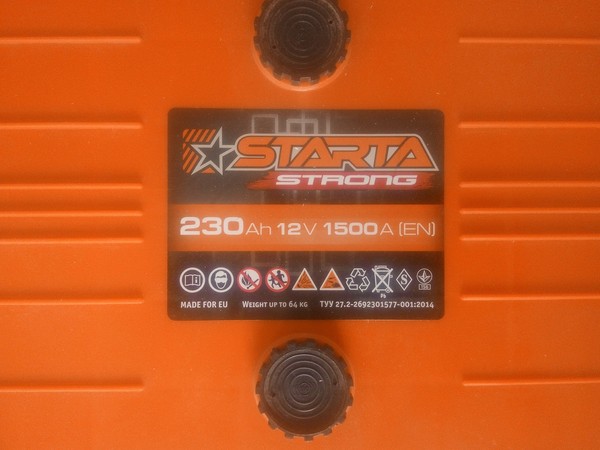 STARTA
STRONG
230Ah 12V 1500A (EN)
Pb
MADE FOR EU WEIGHT UP TO 64 KG ТУУ 27.2-2692301577-001:2014